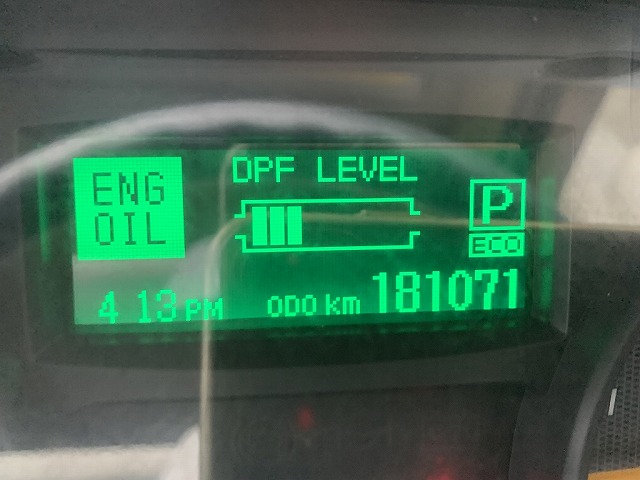 DPF LEVEL
ENG
OIL
P
ECO
4 13 PM ODO km 181071